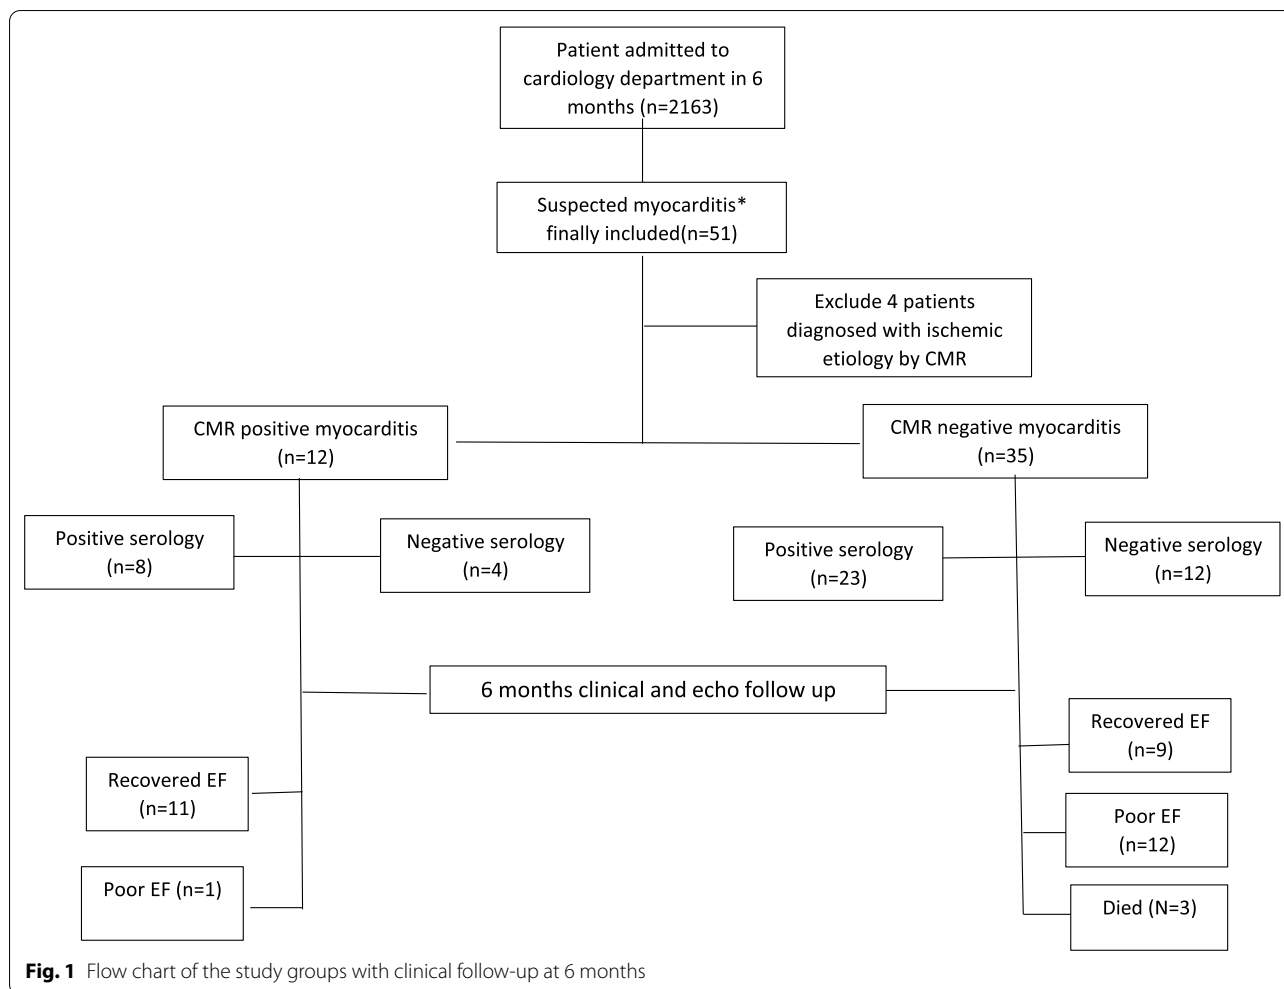 Patient admitted to
cardiology department in 6
months (n=2163)
Suspected myocarditis*
finally included(n=51)
Exclude 4 patients
diagnosed with ischemic
etiology by CMR
CMR positive myocarditis
(n=12)
CMR negative myocarditis
(n=35)
Positive serology
(n=8)
Negative serology
(n=4)
Positive serology
(n=23)
Negative serology
(n=12)
6 months clinical and echo follow up
Recovered EF
(n=11)
Poor EF (n=1)
Recovered EF
(n=9)
Poor EF
(n=12)
Died (N=3)
Fig. 1 Flow chart of the study groups with clinical follow-up at 6 months